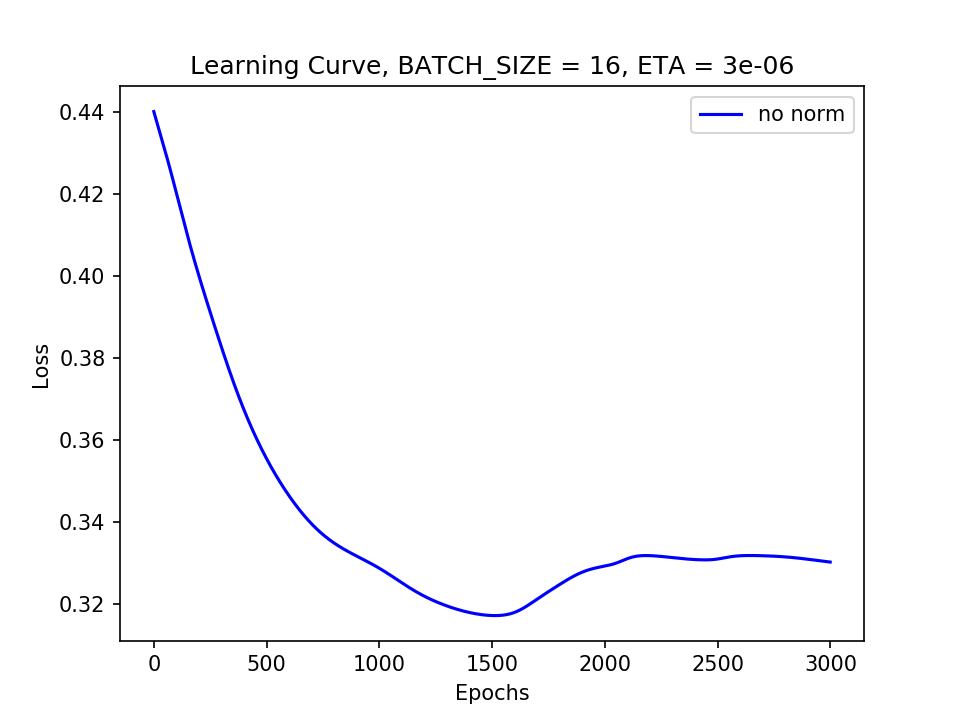 Learning Curve, BATCH_SIZE = 16, ETA = 3e-06
no norm
0.44
0.42
0.40
0.38
0.36
0.34
0.32
Loss
0 500 1000 1500 2000 2500 3000
Epochs